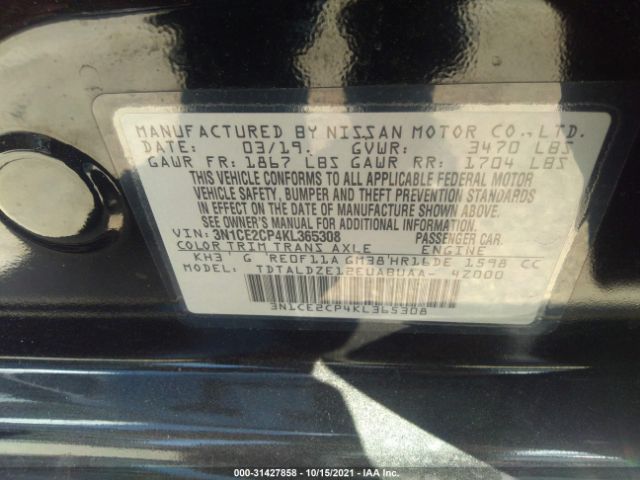 MANUFACTURED BY NISSAN MOTOR CO.,LTD.
DATE: 03/19. GVWR: 3470 LBS
GAWR FR: 1867 LBS GAWR RR: 1704 LBS
THIS VEHICLE CONFORMS TO ALL APPLICABLE FEDERAL MOTOR
VEHICLE SAFETY, BUMPER AND THEFT PREVENTION STANDARDS
IN EFFECT ON THE DATE OF MANUFACTURE SHOWN ABOVE.
SEE OWNER'S MANUAL FOR ADDITIONAL INFORMATION.
VIN: 3N1CE2CP4KL365308 PASSENGER CAR.
COLOR TRIM TRANS AXLE ENGINE
KH3 G RE0F11A GM38 HR16DE 1598 CC
MODEL: TDTALDZE12EUABUAA- 4Z000
3N1CE2CP4KL365308
000-31427858 - 10/15/2021 - IAA Inc.